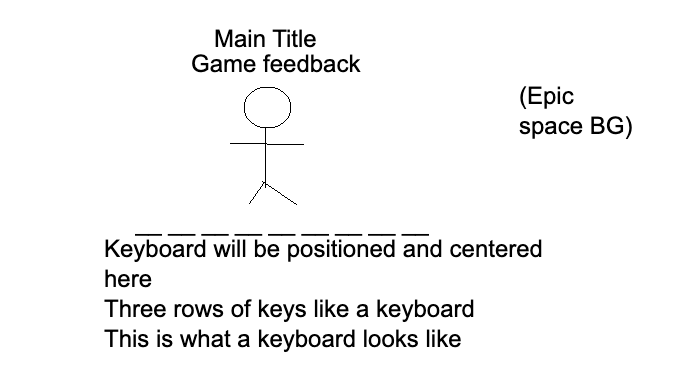 Main Title
Game feedback
(Epic
space BG)
__ __ __ __ __ __ __ __ __
Keyboard will be positioned and centered
here
Three rows of keys like a keyboard
This is what a keyboard looks like